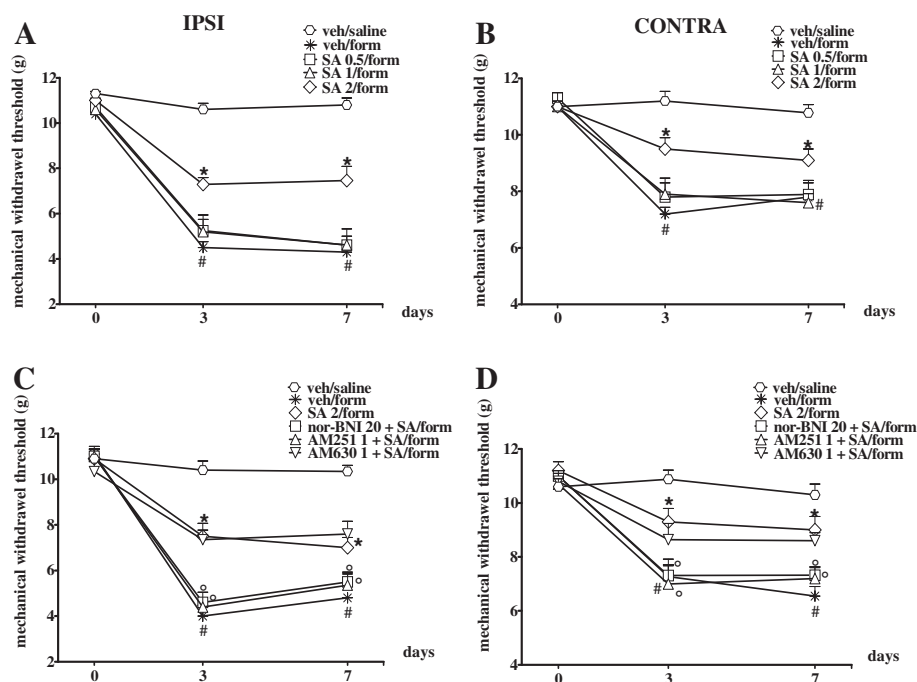 IPSI
A
veh/saline
veh/form
SA 0.5/form
SA 1/form
SA 2/form
mechanical withdrawel threshold (g)
12
10
8
6
4
2
*
*
#
#
0
3
7
days
CONTRA
B
veh/saline
veh/form
SA 0.5/form
SA 1/form
SA 2/form
mechanical withdrawel threshold (g)
12
10
8
6
4
*
*
#
#
0
3
7
days
C
veh/saline
veh/form
SA 2/form
nor-BNI 20 + SA/form
AM251 1 + SA/form
AM630 1 + SA/form
mechanical withdrawel threshold (g)
12
10
8
6
4
2
*
*
°
°
°
°
#
#
0
3
7
days
D
veh/saline
veh/form
SA 2/form
nor-BNI 20 + SA/form
AM251 1 + SA/form
AM630 1 + SA/form
mechanical withdrawel threshold (g)
12
10
8
6
4
*
*
°
°
°
°
#
#
0
3
7
days